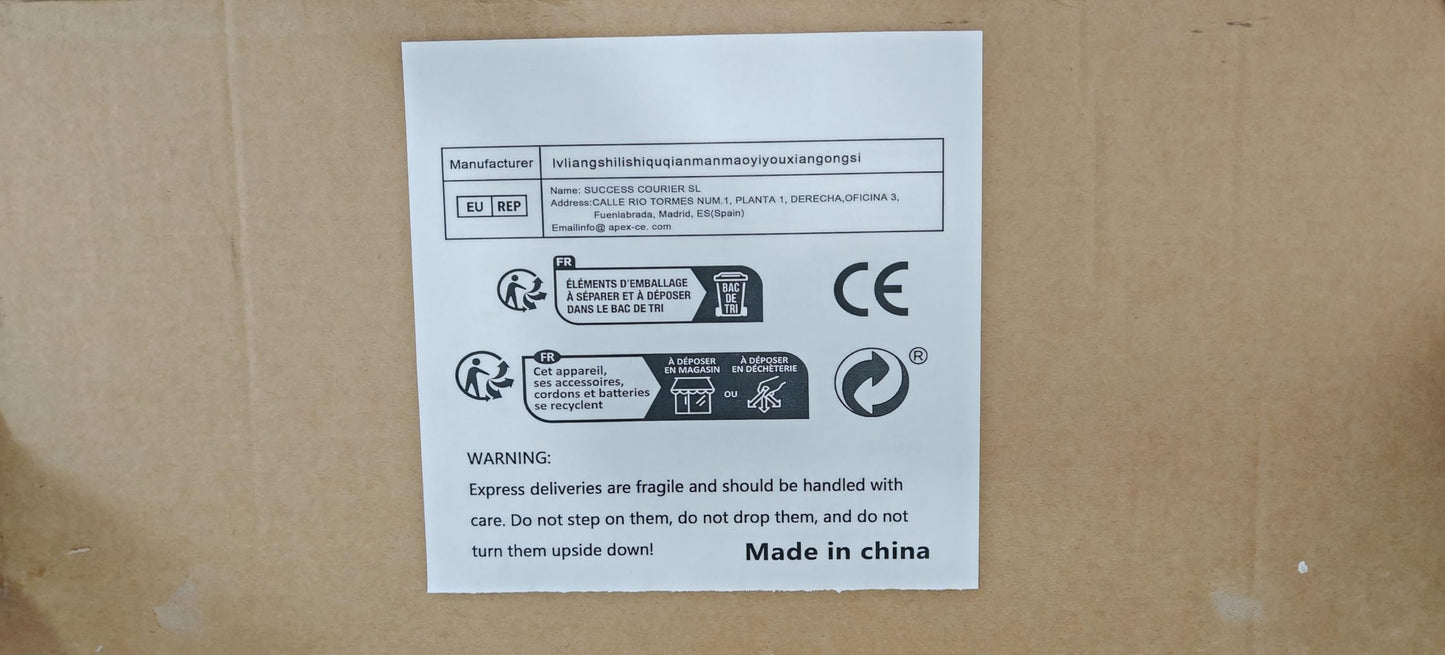 Manufacturer lvliangshilishiquqianmanmaoyiyouxiangongsi
EU REP
Name: SUCCESS COURIER SL
Address:CALLE RIO TORMES NUM.1, PLANTA 1, DERECHA,OFICINA 3,
Fuenlabrada, Madrid, ES(Spain)
Emailinfo@ apex-ce. com
FR
ÉLÉMENTS D'EMBALLAGE
À SÉPARER ET À DÉPOSER
DANS LE BAC DE TRI
BAC
DE
TRI
CE
FR
Cet appareil,
ses accessoires,
cordons et batteries
se recyclent
À DÉPOSER
EN MAGASIN
OU
À DÉPOSER
EN DÉCHÈTERIE
®
WARNING:
Express deliveries are fragile and should be handled with
care. Do not step on them, do not drop them, and do not
turn them upside down!
Made in china